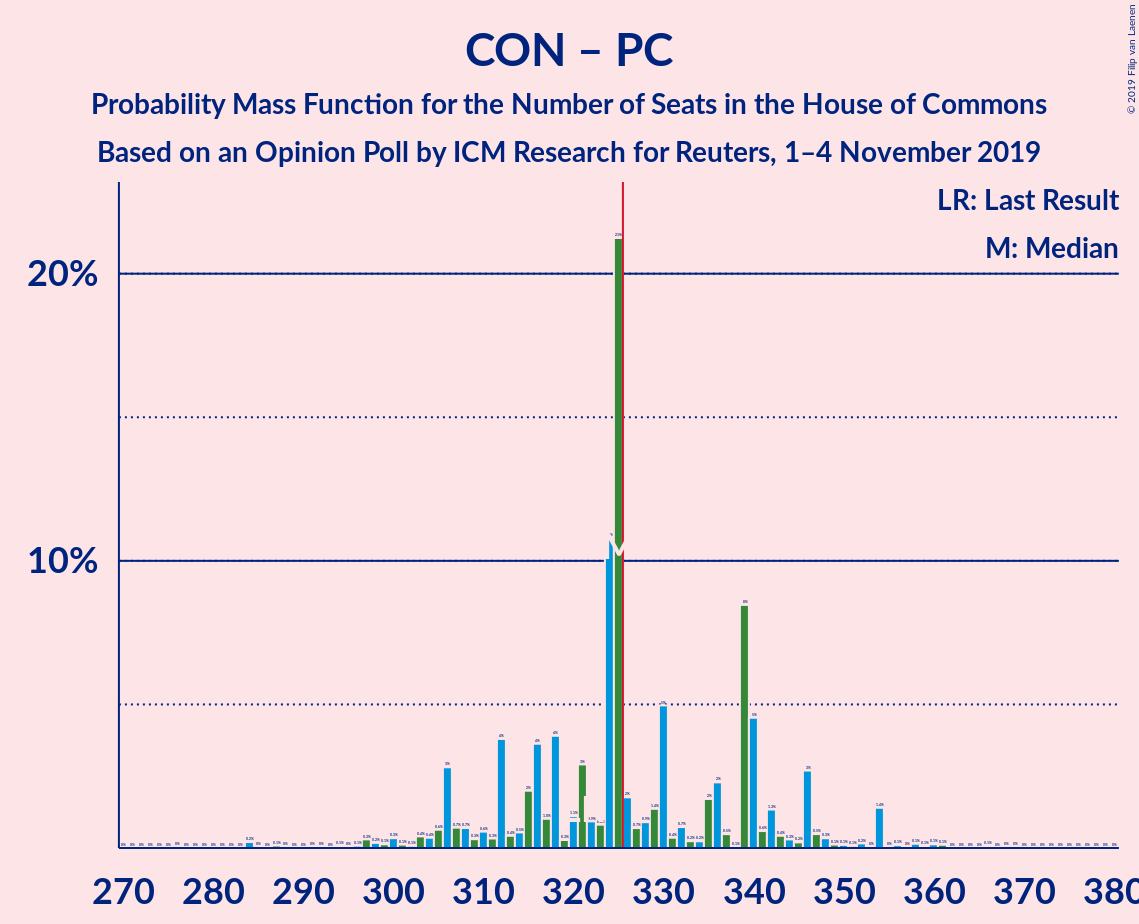 CON – PC
Probability Mass Function for the Number of Seats in the House of Commons
Based on an Opinion Poll by ICM Research for Reuters, 1–4 November 2019
© 2019 Filip van Laenen
LR: Last Result
M: Median
20%
10%
270 280 290 300 310 320 330 340 350 360 370 380